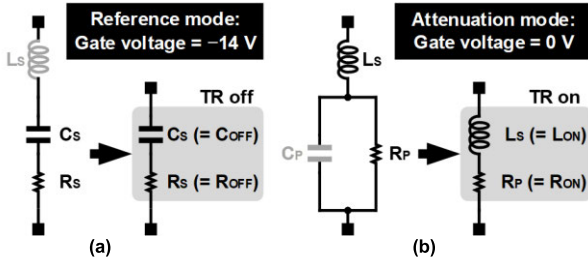 Reference mode:
Gate voltage = −14 V
Attenuation mode:
Gate voltage = 0 V
LS
CS
RS
TR off
CS (= COFF)
RS (= ROFF)
(a)
LS
CP
RP
TR on
LS (= LON)
RP (= RON)
(b)